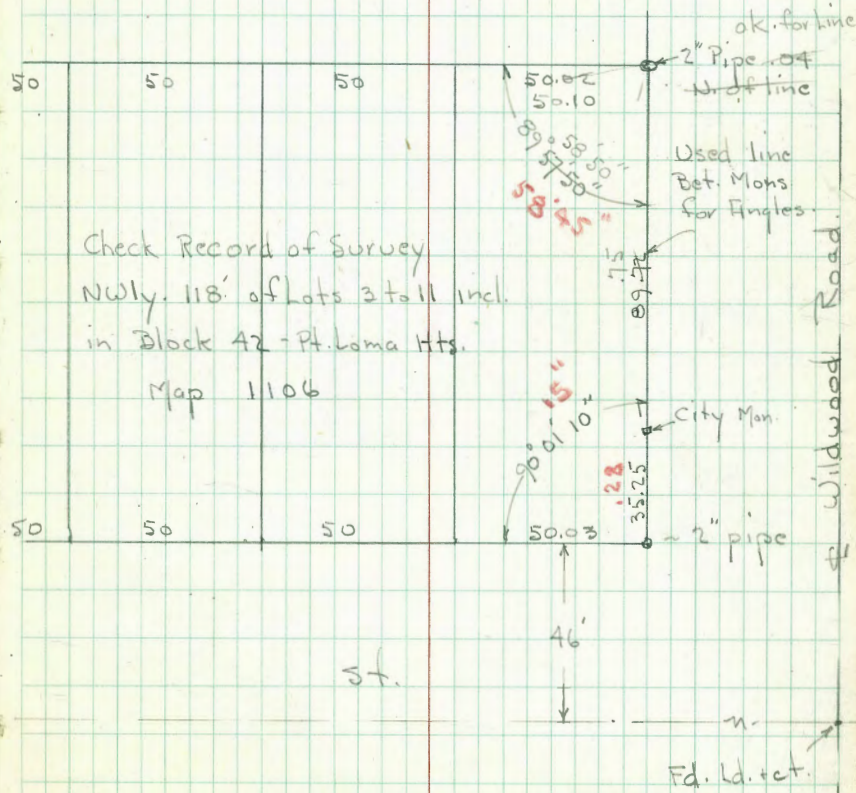 ok. for Line
2" Pipe .04
N. of line
50 50 50 50.02
50.10
89° 58' 50"
57' 50"
58' 45"
Used line
Bet. Mons
for Angles.
.75
89.72
Check Record of Survey
NWly. 118' of Lots 3 to 11 incl.
in Block 42 - Pt. Loma Hts.
Map 1106
Wildwood Road
'5"
90° 01' 10"
City Mon.
.28
35.25
50 50 50 50.03
2" pipe
46'
St.
Fd. Ld. + ct.